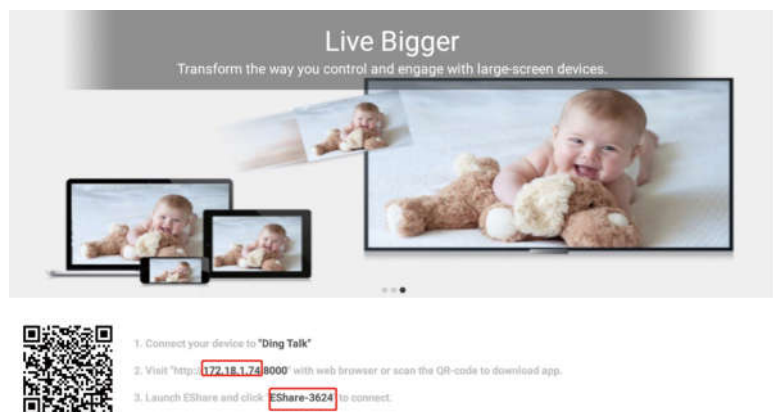 Live Bigger
Transform the way you control and engage with large-screen devices.
1. Connect your device to "Ding Talk"
2. Visit "http://172.18.1.74:8000" with web browser or scan the QR-code to download app.
3. Launch EShare and click "EShare-3624" to connect.